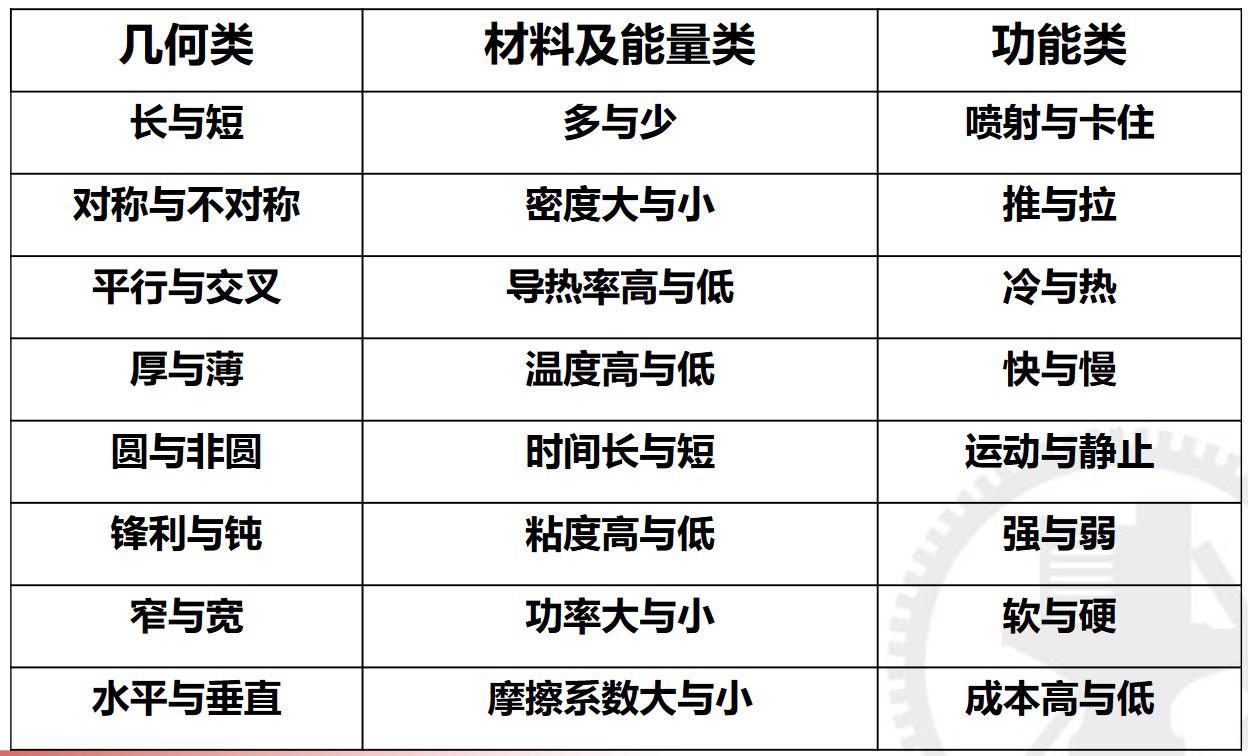 几何类 材料及能量类 功能类
长与短 多与少 喷射与卡住
对称与不对称 密度大与小 推与拉
平行与交叉 导热率高与低 冷与热
厚与薄 温度高与低 快与慢
圆与非圆 时间长与短 运动与静止
锋利与钝 粘度高与低 强与弱
窄与宽 功率大与小 软与硬
水平与垂直 摩擦系数大与小 成本高与低